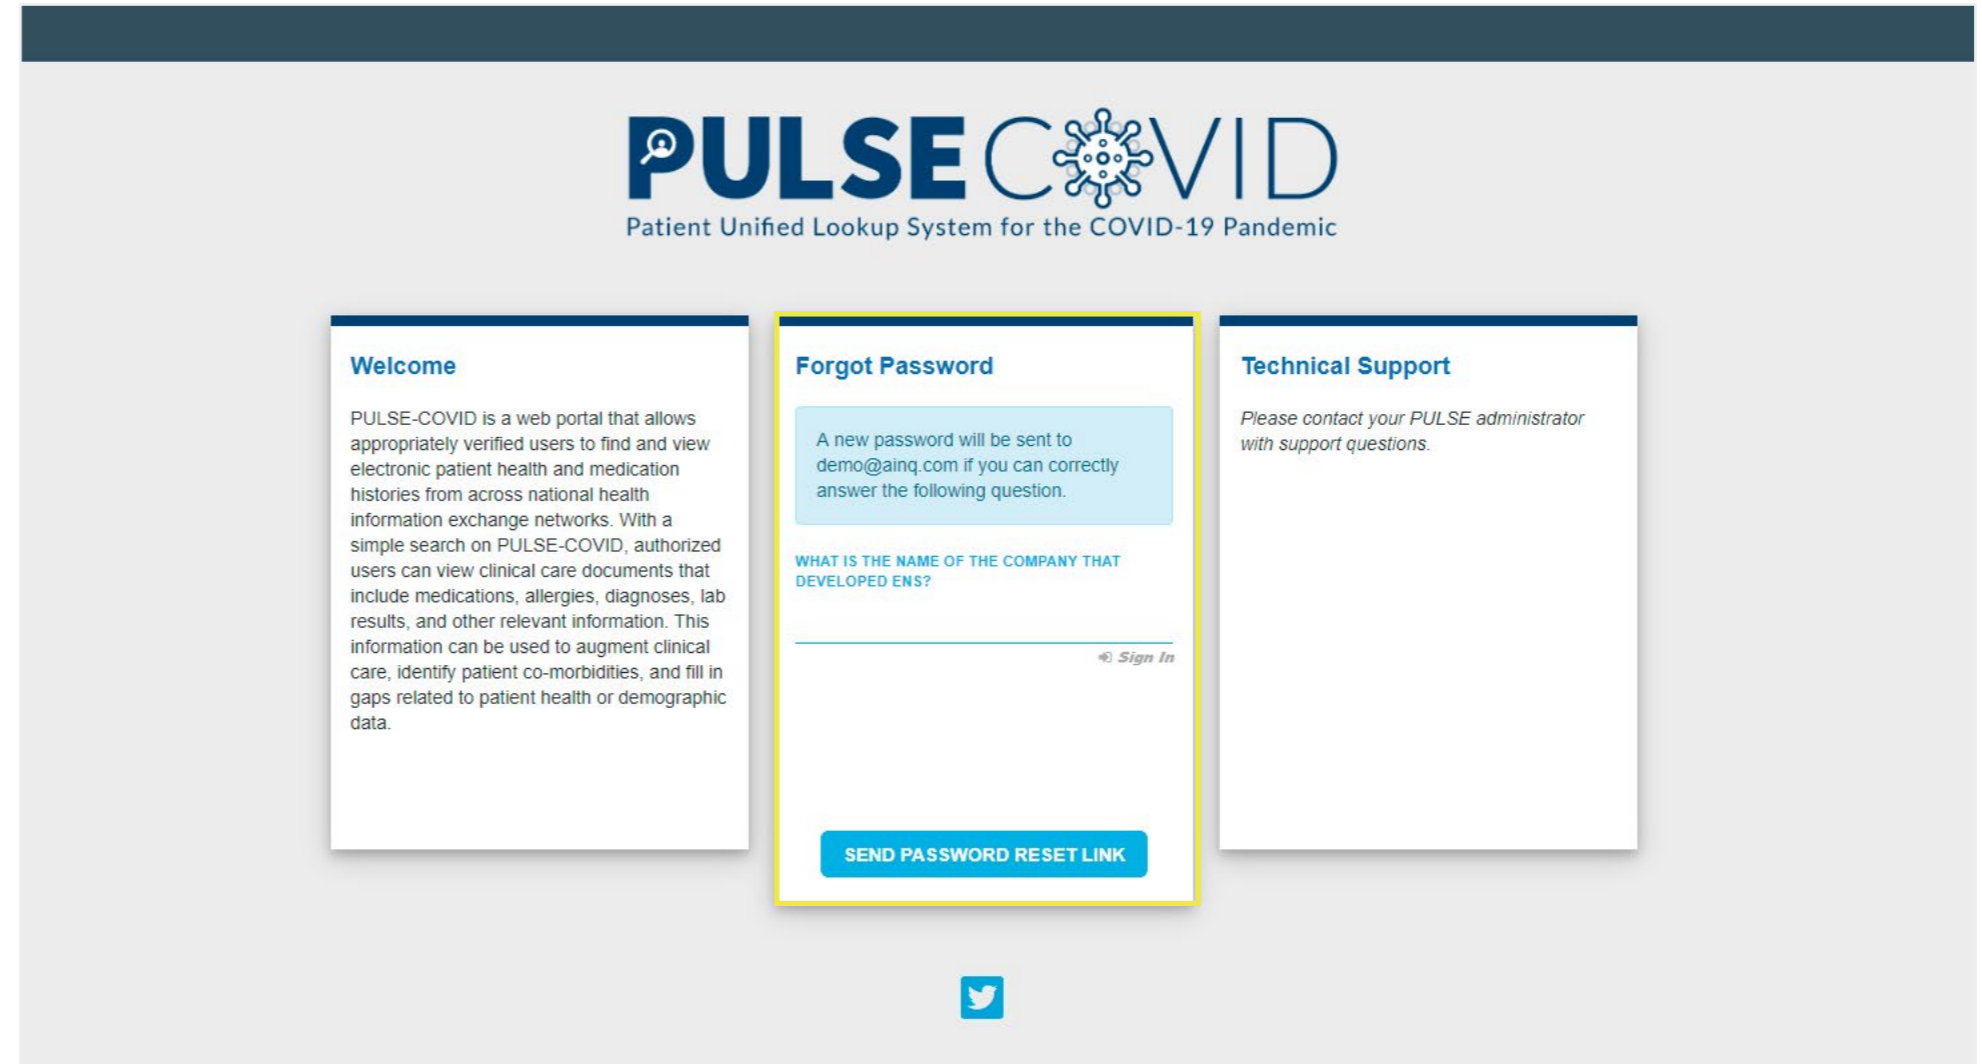 PULSE COVID
Patient Unified Lookup System for the COVID-19 Pandemic
Welcome
PULSE-COVID is a web portal that allows
appropriately verified users to find and view
electronic patient health and medication
histories from across national health
information exchange networks. With a
simple search on PULSE-COVID, authorized
users can view clinical care documents that
include medications, allergies, diagnoses, lab
results, and other relevant information. This
information can be used to augment clinical
care, identify patient co-morbidities, and fill in
gaps related to patient health or demographic
data.
Forgot Password
A new password will be sent to
demo@ainq.com if you can correctly
answer the following question.
WHAT IS THE NAME OF THE COMPANY THAT
DEVELOPED ENS?
Sign In
SEND PASSWORD RESET LINK
Technical Support
Please contact your PULSE administrator
with support questions.